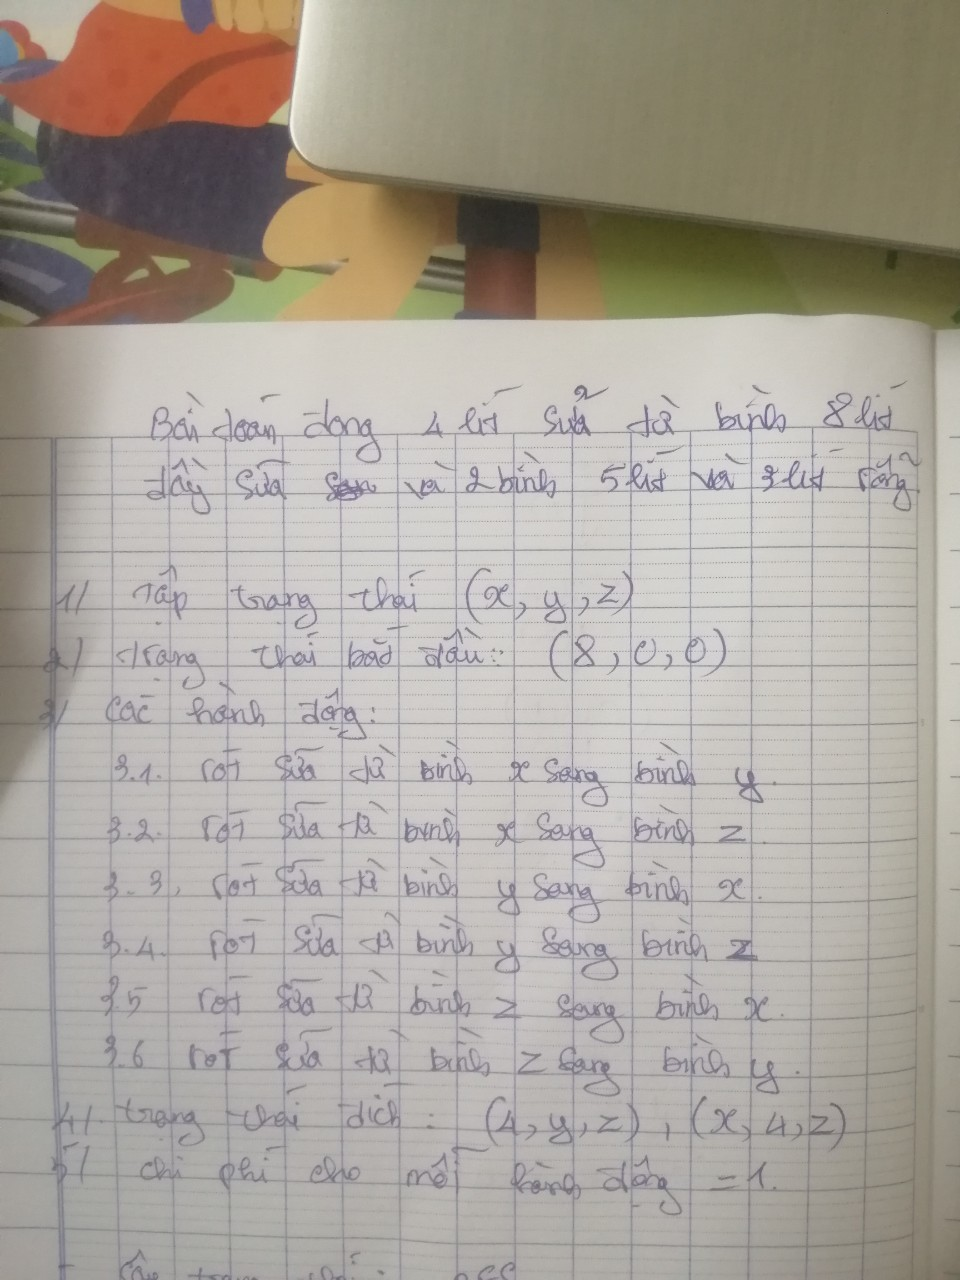 Bài toán đong 4 lít sữa từ bình 8 lít
đầy sữa và 2 bình 5 lít và 3 lít rỗng
1) Tập trạng thái (x, y, z)
2) trạng thái bắt đầu: (8, 0, 0)
3) các hành động:
3.1. rót sữa từ bình x sang bình y.
3.2. rót sữa từ bình x sang bình z.
3.3. rót sữa từ bình y sang bình x.
3.4. rót sữa từ bình y sang bình z
3.5 rót sữa từ bình z sang bình x.
3.6 rót sữa từ bình z sang bình y.
4). trạng thái đích: (4, y, z), (x, 4, z)
5) chi phí cho mỗi hành động = 1.